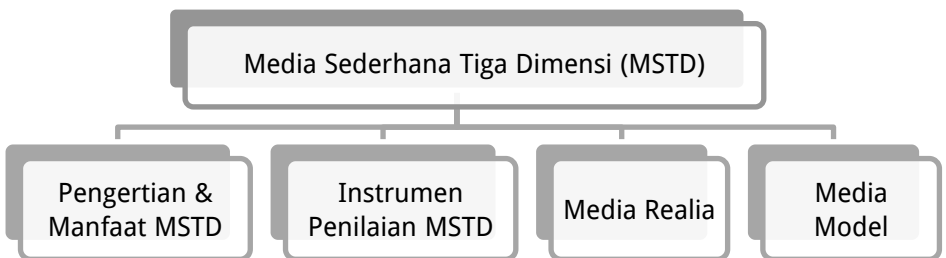 Media Sederhana Tiga Dimensi (MSTD)
Pengertian &
Manfaat MSTD
Instrumen
Penilaian MSTD
Media Realia
Media
Model